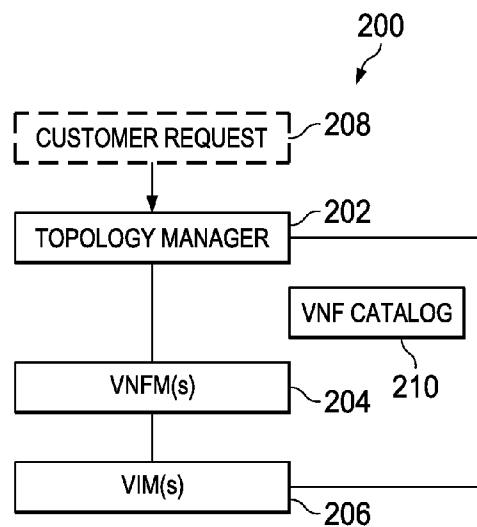 200
CUSTOMER REQUEST
208
202
TOPOLOGY MANAGER
VNF CATALOG
210
VNFM(s)
204
VIM(s)
206